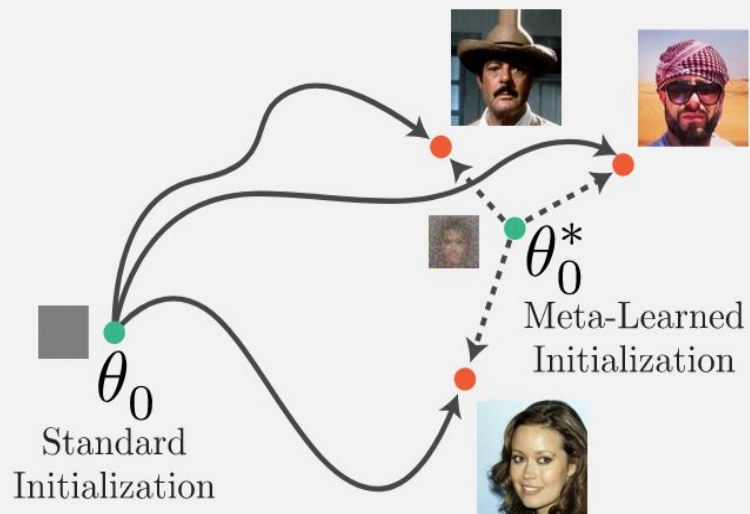 θ₀
Standard
Initialization
θ₀*
Meta-Learned
Initialization